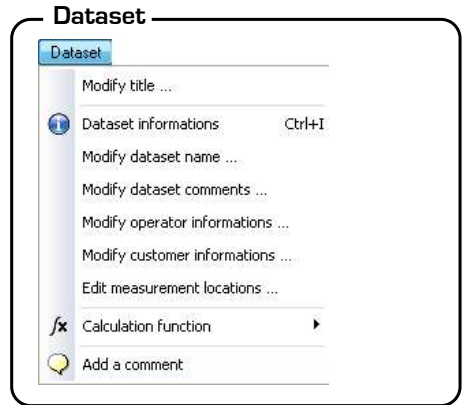 Dataset
Dataset
Modify title ...
Dataset informations Ctrl+I
Modify dataset name ...
Modify dataset comments ...
Modify operator informations ...
Modify customer informations ...
Edit measurement locations ...
fx Calculation function
Add a comment